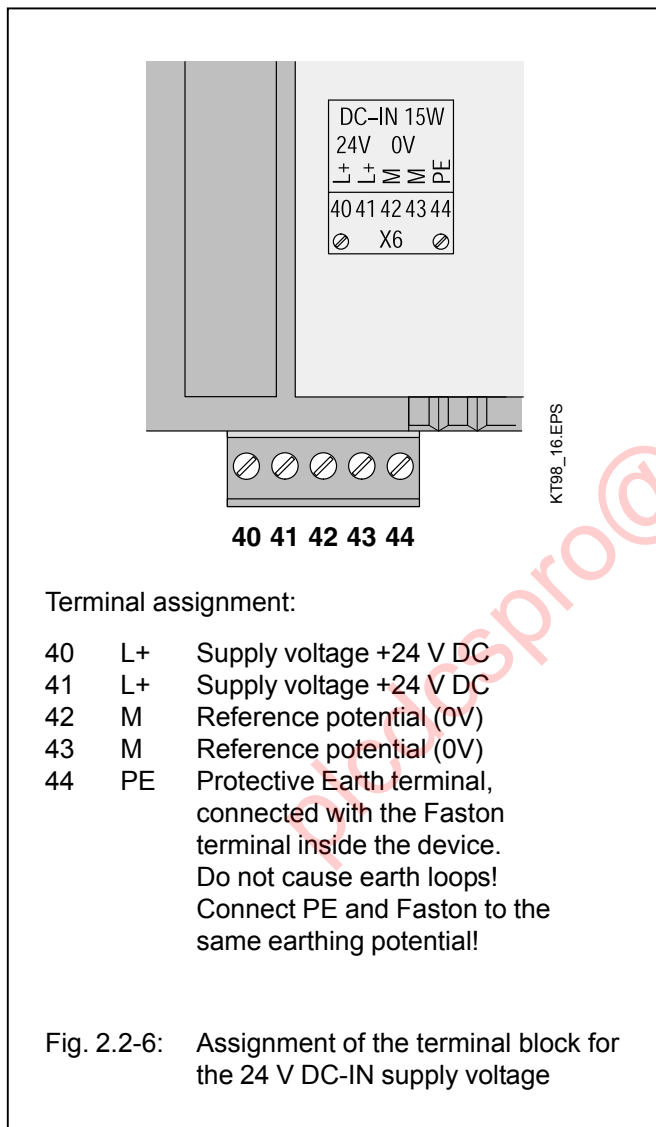 DC–IN 15W
24V 0V
L+ L+ M M PE
40 41 42 43 44
X6
KT98_16.EPS
40 41 42 43 44
Terminal assignment:
40 L+ Supply voltage +24 V DC
41 L+ Supply voltage +24 V DC
42 M Reference potential (0V)
43 M Reference potential (0V)
44 PE Protective Earth terminal,
connected with the Faston
terminal inside the device.
Do not cause earth loops!
Connect PE and Faston to the
same earthing potential!
Fig. 2.2-6: Assignment of the terminal block for
the 24 V DC-IN supply voltage
plcdcspro@